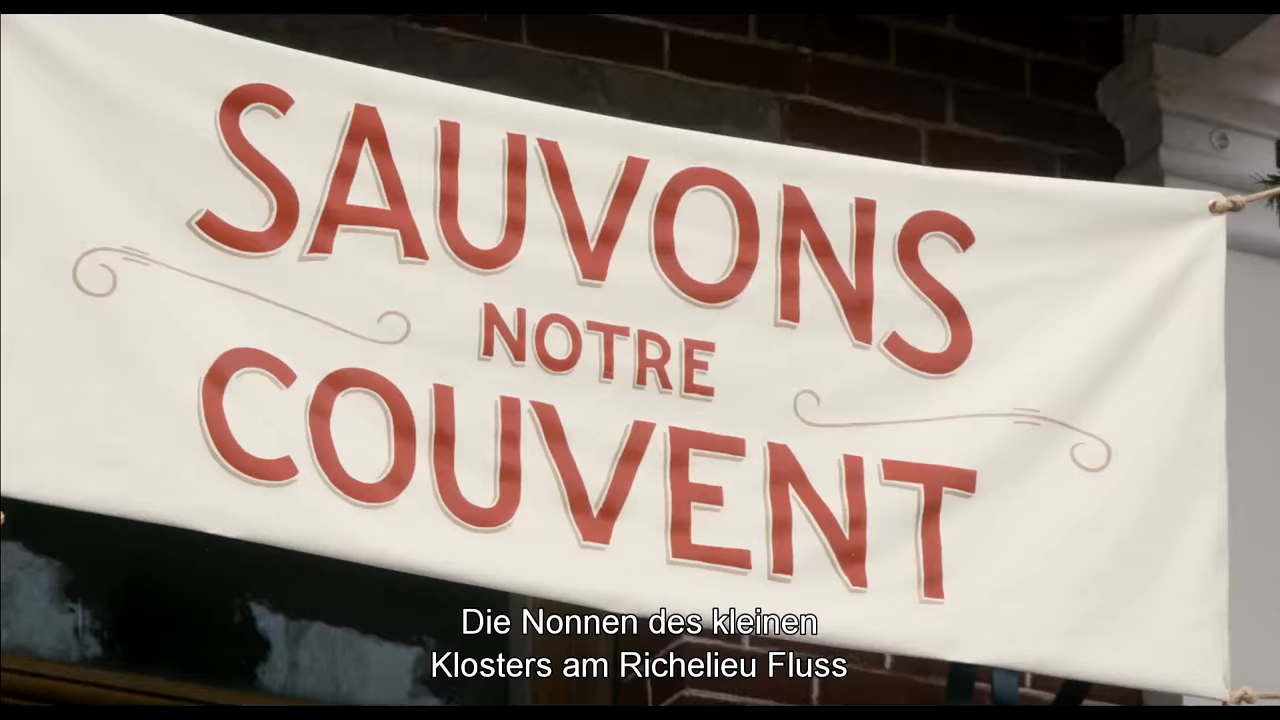 SAUVONS
NOTRE
COUVENT
Die Nonnen des kleinen
Klosters am Richelieu Fluss